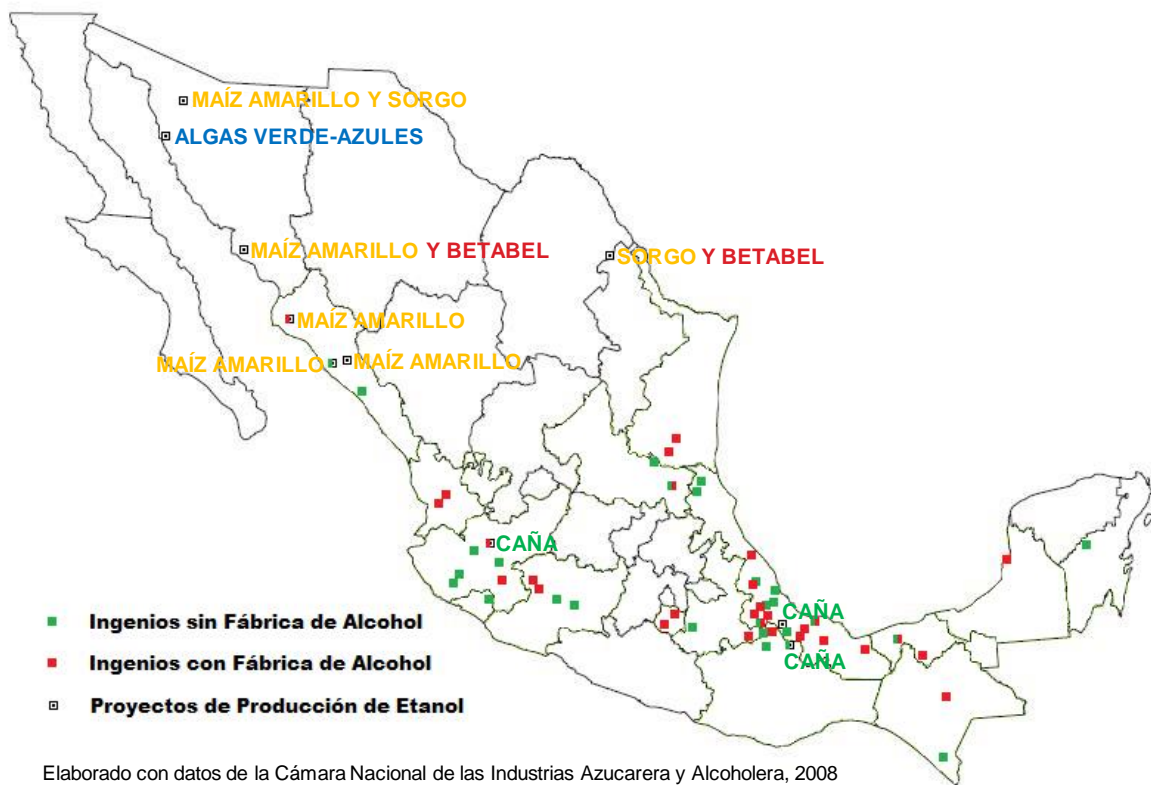 MAÍZ AMARILLO Y SORGO
ALGAS VERDE-AZULES
MAÍZ AMARILLO Y BETABEL
SORGO Y BETABEL
MAÍZ AMARILLO
MAÍZ AMARILLO
MAÍZ AMARILLO
CAÑA
CAÑA
CAÑA
Ingenios sin Fábrica de Alcohol
Ingenios con Fábrica de Alcohol
Proyectos de Producción de Etanol
Elaborado con datos de la Cámara Nacional de las Industrias Azucarera y Alcoholera, 2008